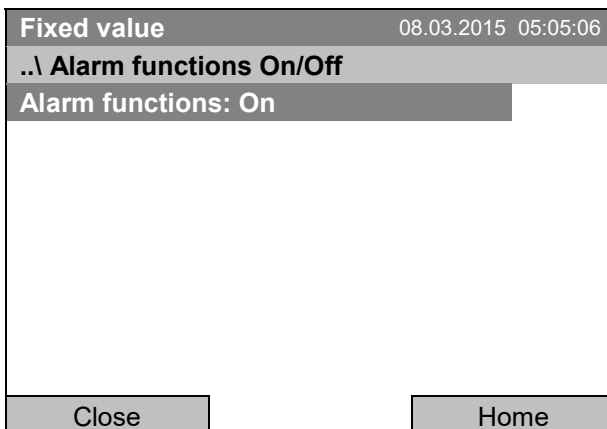 Fixed value 08.03.2015 05:05:06
..\ Alarm functions On/Off
Alarm functions: On
Close Home